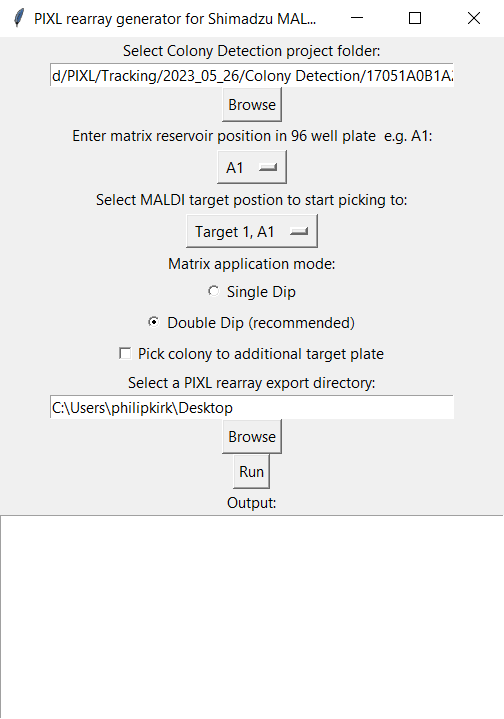 PIXL rearray generator for Shimadzu MAL...
Select Colony Detection project folder:
d/PIXL/Tracking/2023_05_26/Colony Detection/17051A0B1A2
Browse
Enter matrix reservoir position in 96 well plate  e.g. A1:
A1
Select MALDI target postion to start picking to:
Target 1, A1
Matrix application mode:
Single Dip
Double Dip (recommended)
Pick colony to additional target plate
Select a PIXL rearray export directory:
C:\Users\philipkirk\Desktop
Browse
Run
Output: